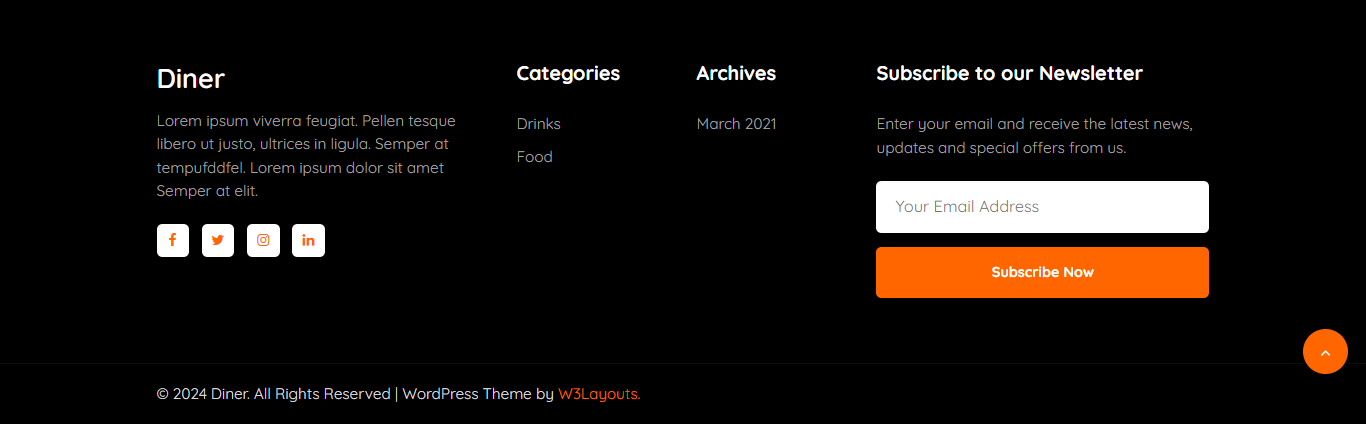 Diner
Lorem ipsum viverra feugiat. Pellen tesque
libero ut justo, ultrices in ligula. Semper at
tempufddfel. Lorem ipsum dolor sit amet
Semper at elit.
Categories
Drinks
Food
Archives
March 2021
Subscribe to our Newsletter
Enter your email and receive the latest news,
updates and special offers from us.
Your Email Address
Subscribe Now
© 2024 Diner. All Rights Reserved | WordPress Theme by W3Layouts.